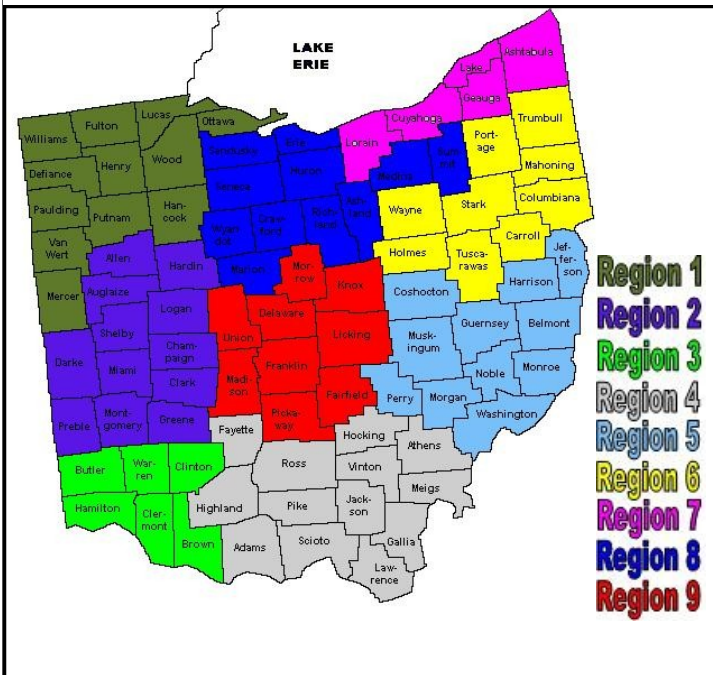 LAKE
ERIE
Ashtabula
Lake
Geauga
Cuyahoga
Lorain
Lucas
Ottawa
Fulton
Williams
Wood
Henry
Defiance
Sandusky
Erie
Huron
Seneca
Medina
Sum-
mit
Port-
age
Trumbull
Mahoning
Columbiana
Paulding
Putnam
Han-
cock
Wyan-
dot
Craw-
ford
Rich-
land
Ash-
land
Wayne
Stark
Carroll
Jef-
fer-
son
Van
Wert
Allen
Hardin
Marion
Mor-
row
Knox
Holmes
Tusca-
rawas
Harrison
Coshocton
Mercer
Auglaize
Logan
Shelby
Union
Delaware
Licking
Guernsey
Belmont
Mus-
kingum
Darke
Miami
Cham-
paign
Clark
Madi-
son
Franklin
Fairfield
Noble
Monroe
Perry
Morgan
Washington
Preble
Mont-
gomery
Greene
Fayette
Picka-
way
Hocking
Athens
Butler
War-
ren
Clinton
Ross
Vinton
Meigs
Hamilton
Cler-
mont
Highland
Pike
Jack-
son
Brown
Adams
Scioto
Gallia
Law-
rence
Region 1
Region 2
Region 3
Region 4
Region 5
Region 6
Region 7
Region 8
Region 9